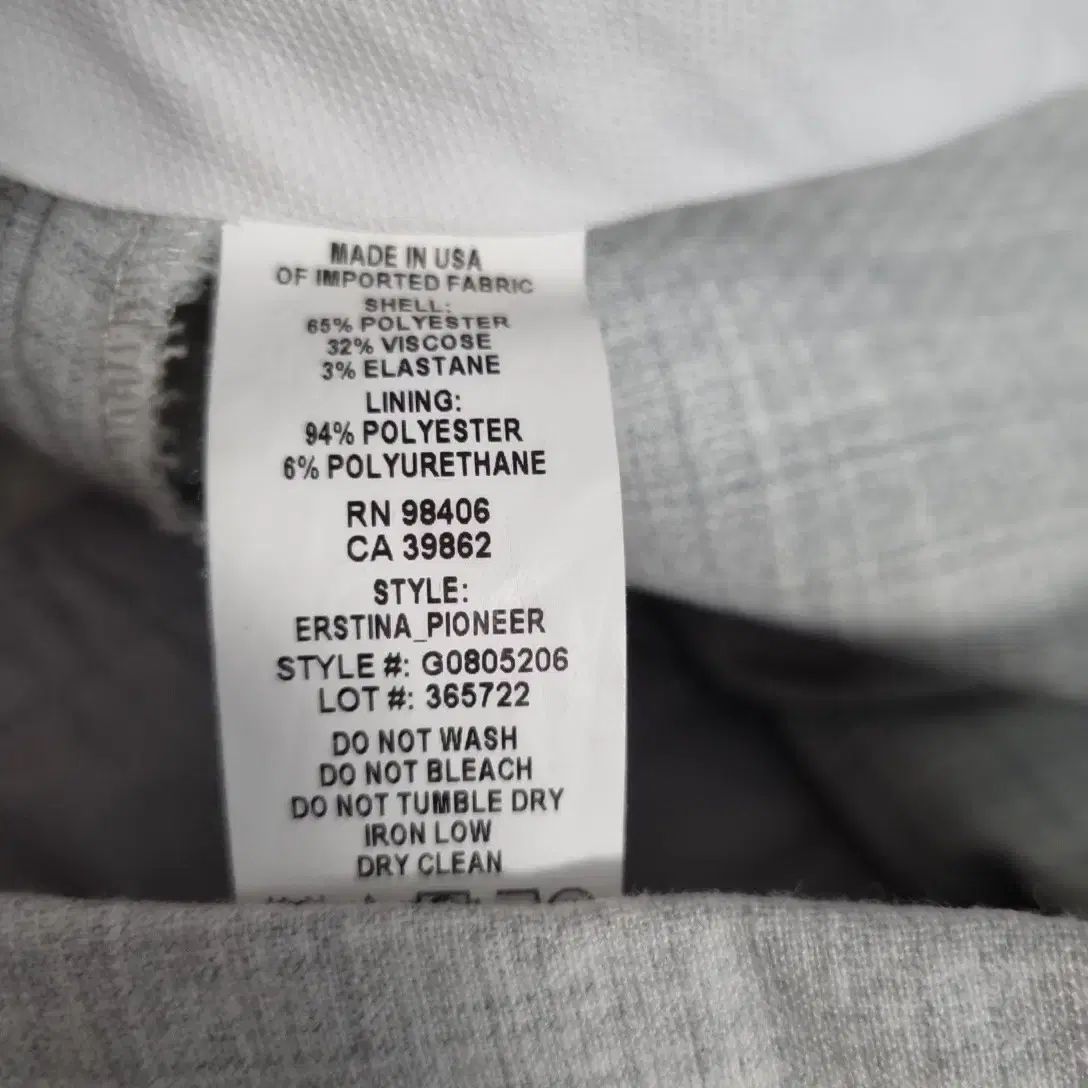 MADE IN USA
OF IMPORTED FABRIC
SHELL:
65% POLYESTER
32% VISCOSE
3% ELASTANE
LINING:
94% POLYESTER
6% POLYURETHANE
RN 98406
CA 39862
STYLE:
ERSTINA_PIONEER
STYLE #: G0805206
LOT #: 365722
DO NOT WASH
DO NOT BLEACH
DO NOT TUMBLE DRY
IRON LOW
DRY CLEAN